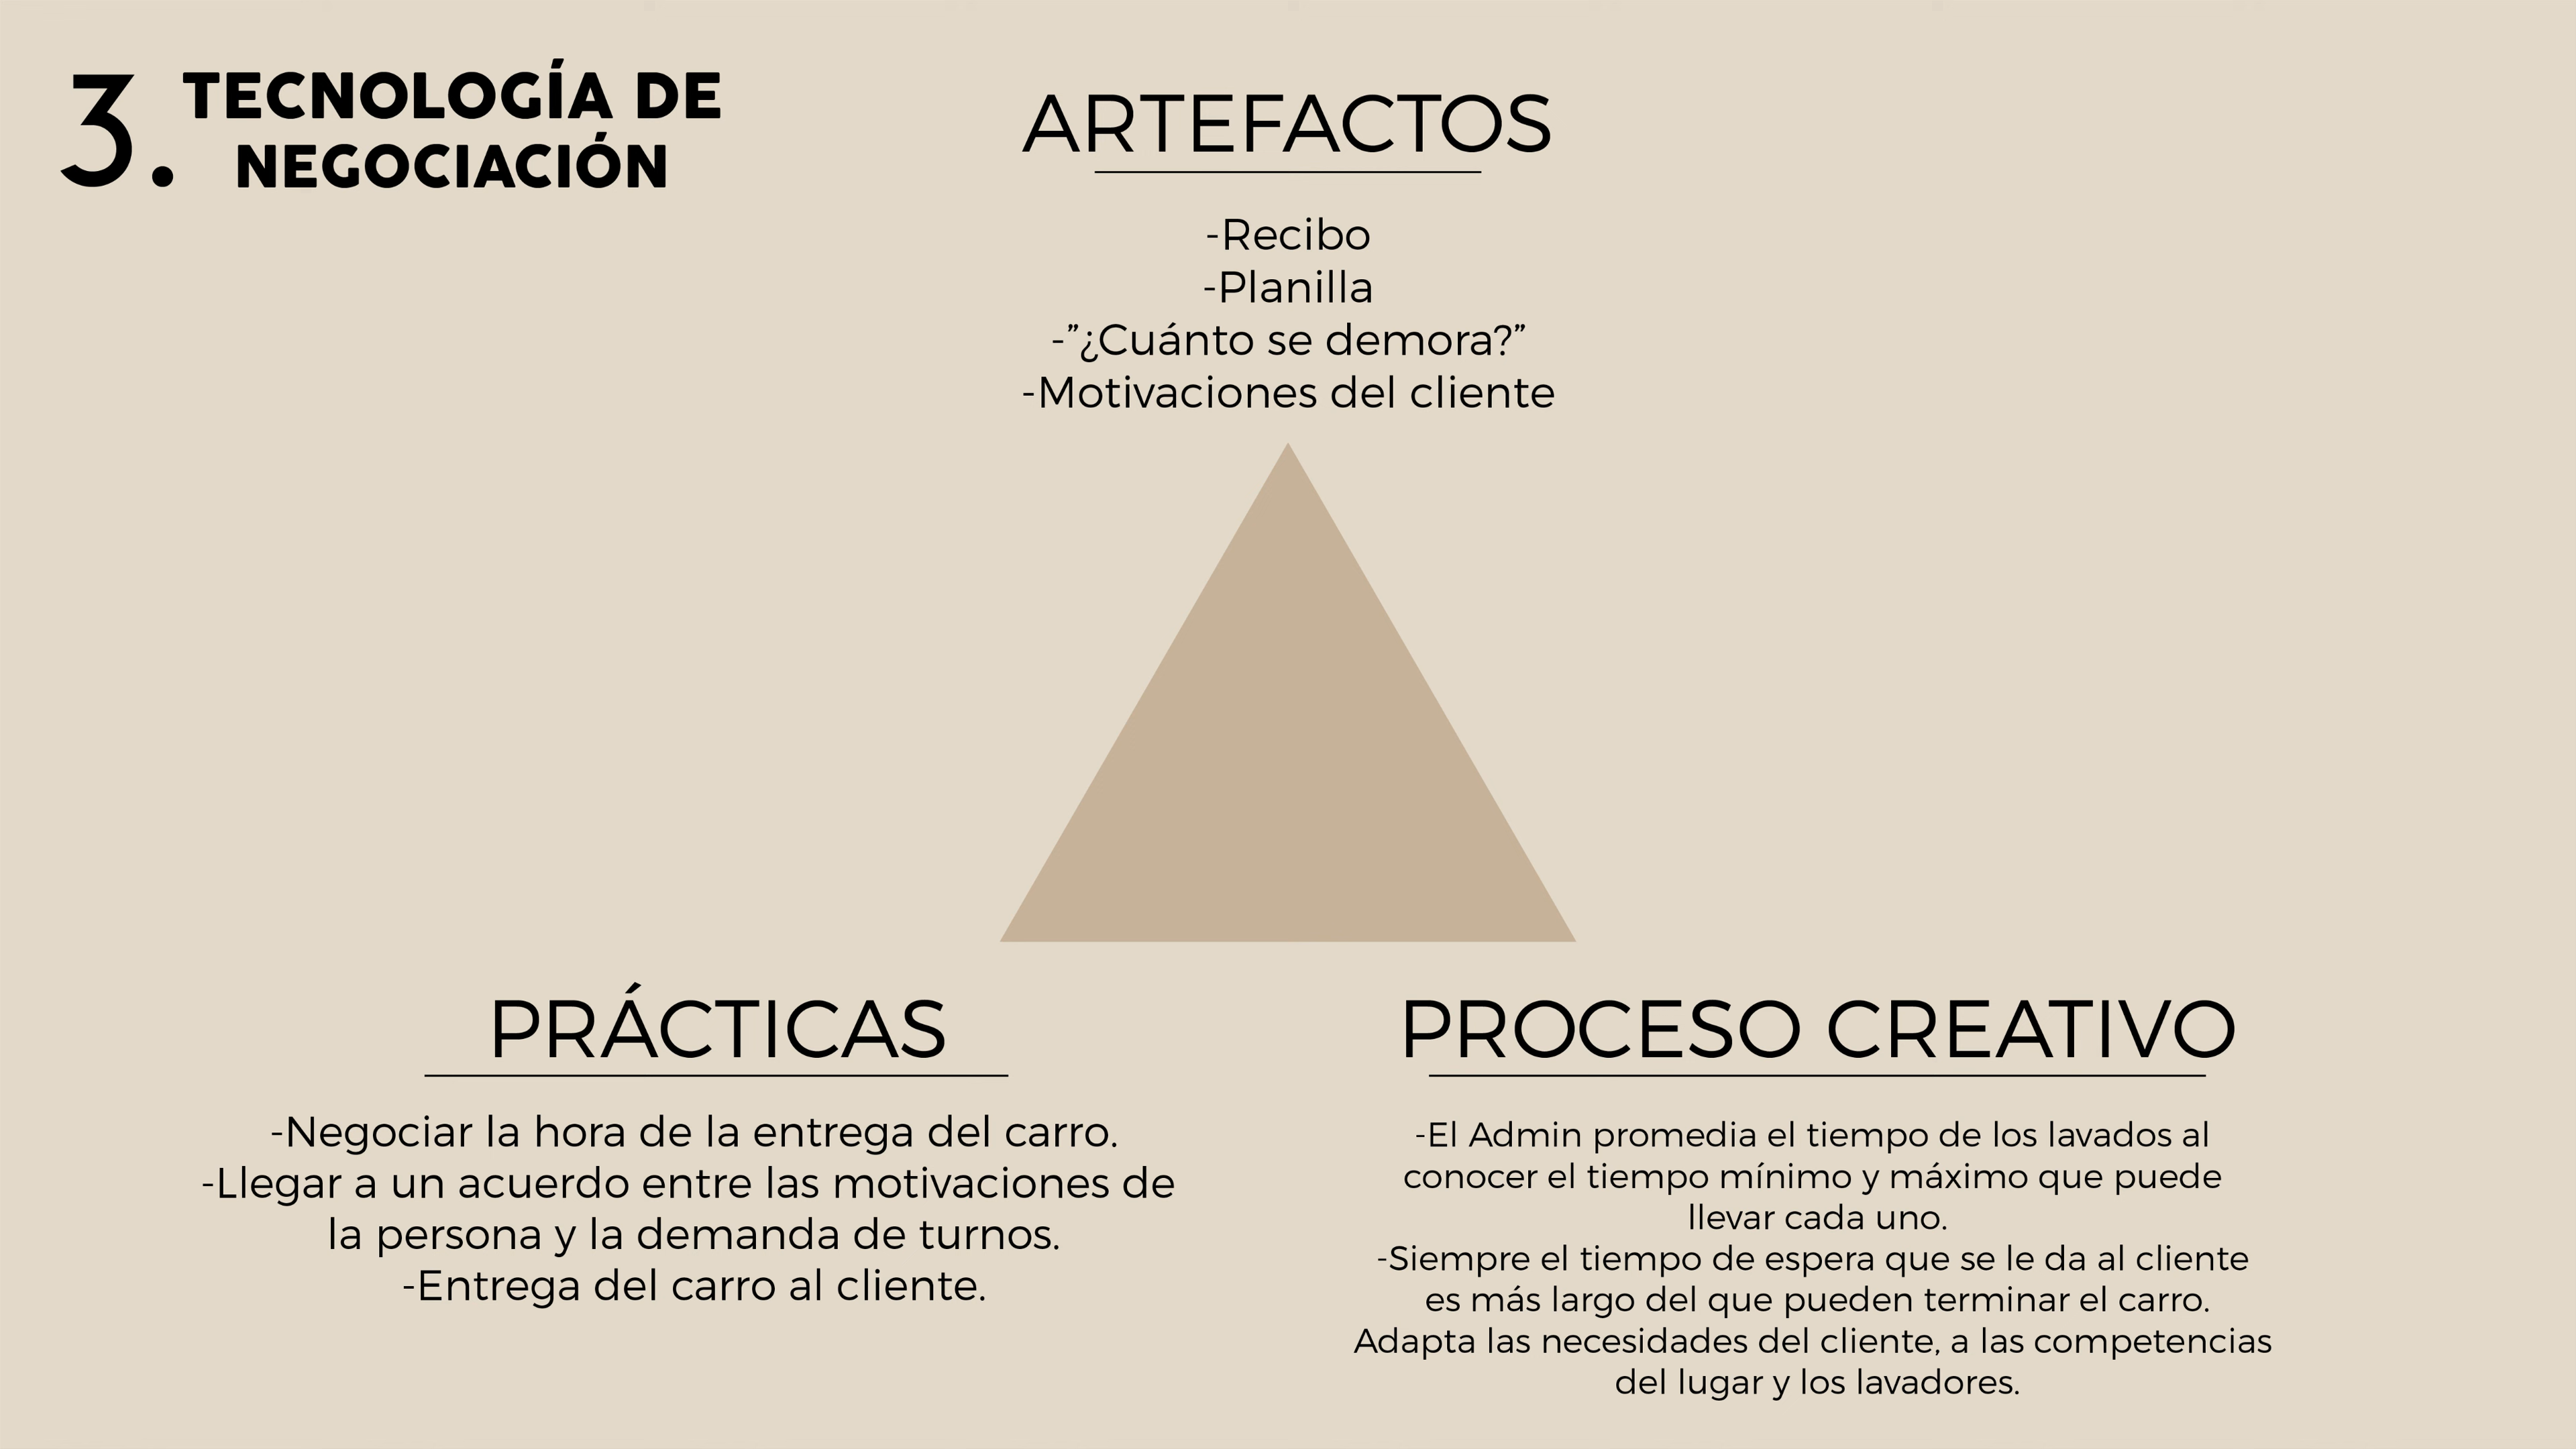 3. TECNOLOGÍA DE
NEGOCIACIÓN
ARTEFACTOS
-Recibo
-Planilla
-”¿Cuánto se demora?”
-Motivaciones del cliente
PRÁCTICAS
-Negociar la hora de la entrega del carro.
-Llegar a un acuerdo entre las motivaciones de
la persona y la demanda de turnos.
-Entrega del carro al cliente.
PROCESO CREATIVO
-El Admin promedia el tiempo de los lavados al
conocer el tiempo mínimo y máximo que puede
llevar cada uno.
-Siempre el tiempo de espera que se le da al cliente
es más largo del que pueden terminar el carro.
Adapta las necesidades del cliente, a las competencias
del lugar y los lavadores.